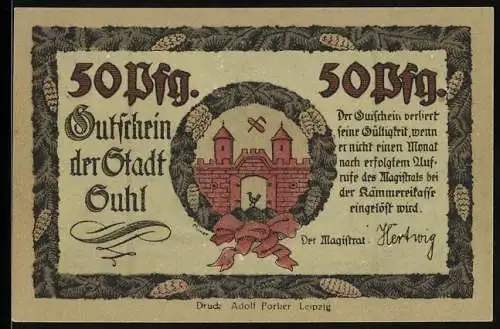 50 Pfg.
50 Pfg.
Gutschein
der Stadt
Suhl
Der Gutschein verliert
seine Gültigkeit, wenn
er nicht einen Monat
nach erfolgtem Auf-
rufe des Magistrats bei
der Kämmereikasse
eingelöst wird.
Der Magistrat Hertwig
Druck Adolf Forker Leipzig